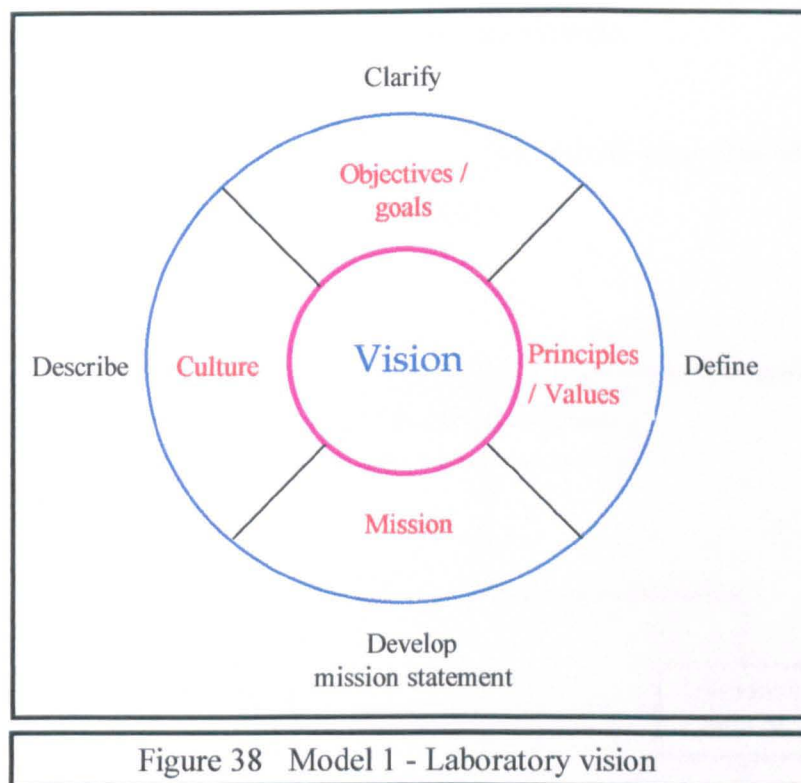 Clarify
Objectives /
goals
Describe
Culture
Vision
Principles
/ Values
Define
Mission
Develop
mission statement
Figure 38 Model 1 - Laboratory vision